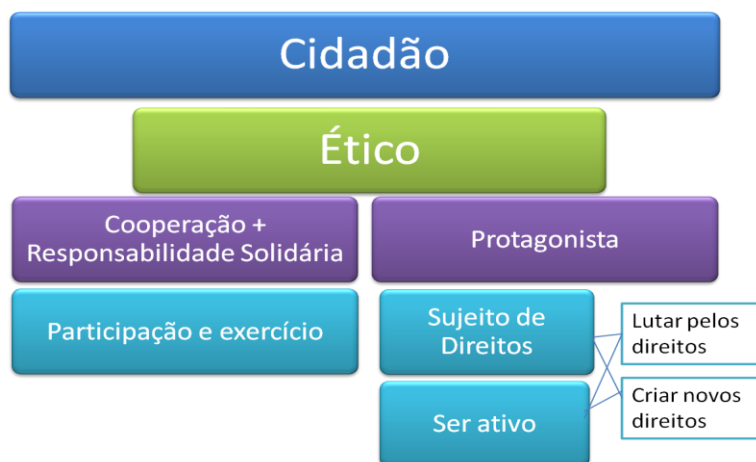 Cidadão
Ético
Cooperação +
Responsabilidade Solidária
Protagonista
Participação e exercício
Sujeito de
Direitos
Lutar pelos
direitos
Criar novos
direitos
Ser ativo